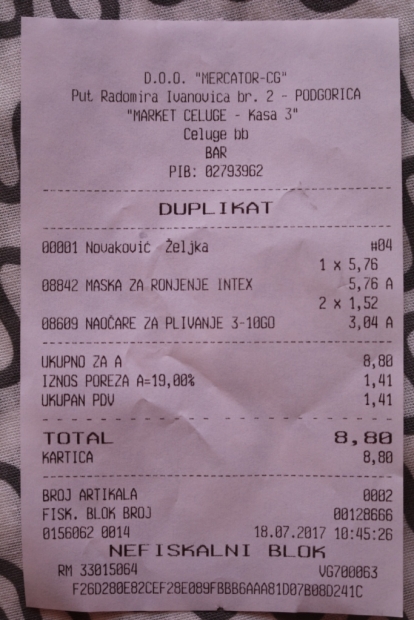 D.O.O. "MERCATOR-CG"
Put Radomira Ivanovica br. 2 - PODGORICA
"MARKET CELUGE - Kasa 3"
Celuge bb
BAR
PIB: 02793962
DUPLIKAT
00001 Novaković Željka #04
1 x 5,76
08842 MASKA ZA RONJENJE INTEX 5,76 A
2 x 1,52
08609 NAOČARE ZA PLIVANJE 3-10GO 3,04 A
UKUPNO ZA A 8,80
IZNOS POREZA A=19,00% 1,41
UKUPAN PDV 1,41
TOTAL 8,80
KARTICA 8,80
BROJ ARTIKALA 0002
FISK. BLOK BROJ 00128666
0156062 0014 18.07.2017 10:45:26
NEFISKALNI BLOK
RM 33015064 VG700063
F26D280E82CEF28E089FBBB6AAA81D07B08D241C